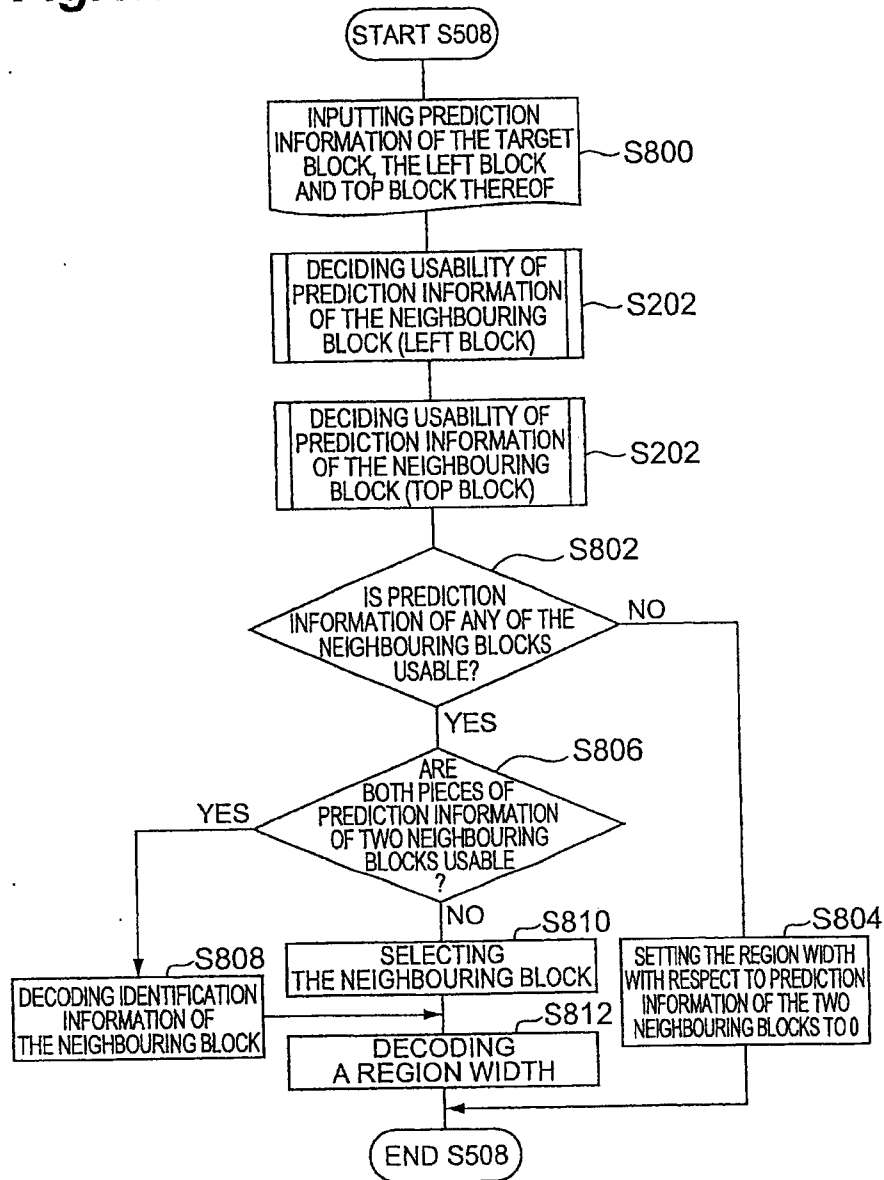 START S508
INPUTTING PREDICTION
INFORMATION OF THE TARGET
BLOCK, THE LEFT BLOCK
AND TOP BLOCK THEREOF
S800
DECIDING USABILITY OF
PREDICTION INFORMATION
OF THE NEIGHBOURING
BLOCK (LEFT BLOCK)
S202
DECIDING USABILITY OF
PREDICTION INFORMATION
OF THE NEIGHBOURING
BLOCK (TOP BLOCK)
S202
S802
IS PREDICTION
INFORMATION OF ANY OF THE
NEIGHBOURING BLOCKS
USABLE?
NO
YES
S806
ARE
BOTH PIECES OF
PREDICTION INFORMATION
OF TWO NEIGHBOURING
BLOCKS USABLE
?
YES
NO
S810
SELECTING
THE NEIGHBOURING BLOCK
S804
SETTING THE REGION WIDTH
WITH RESPECT TO PREDICTION
INFORMATION OF THE TWO
NEIGHBOURING BLOCKS TO 0
S808
DECODING IDENTIFICATION
INFORMATION OF
THE NEIGHBOURING BLOCK
S812
DECODING
A REGION WIDTH
END S508